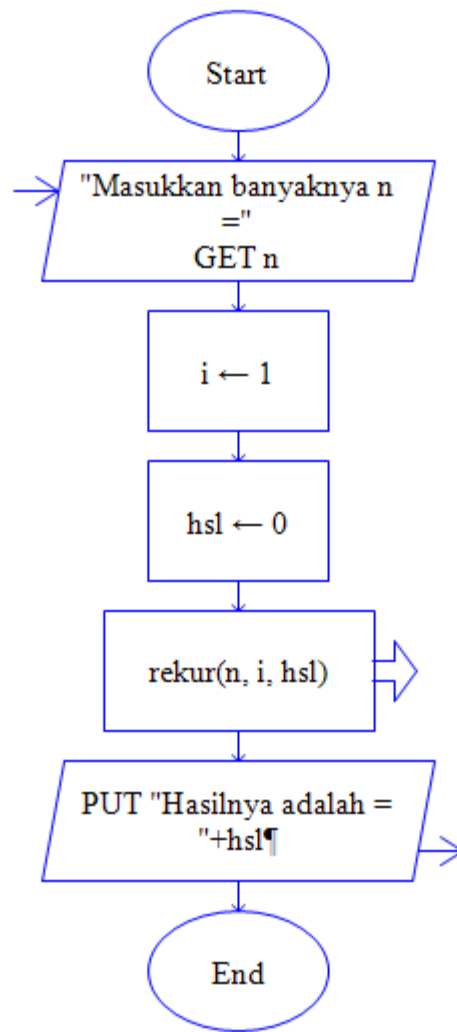 Start
"Masukkan banyaknya n
="
GET n
i ← 1
hsl ← 0
rekur(n, i, hsl)
PUT "Hasilnya adalah =
"+hsl¶
End